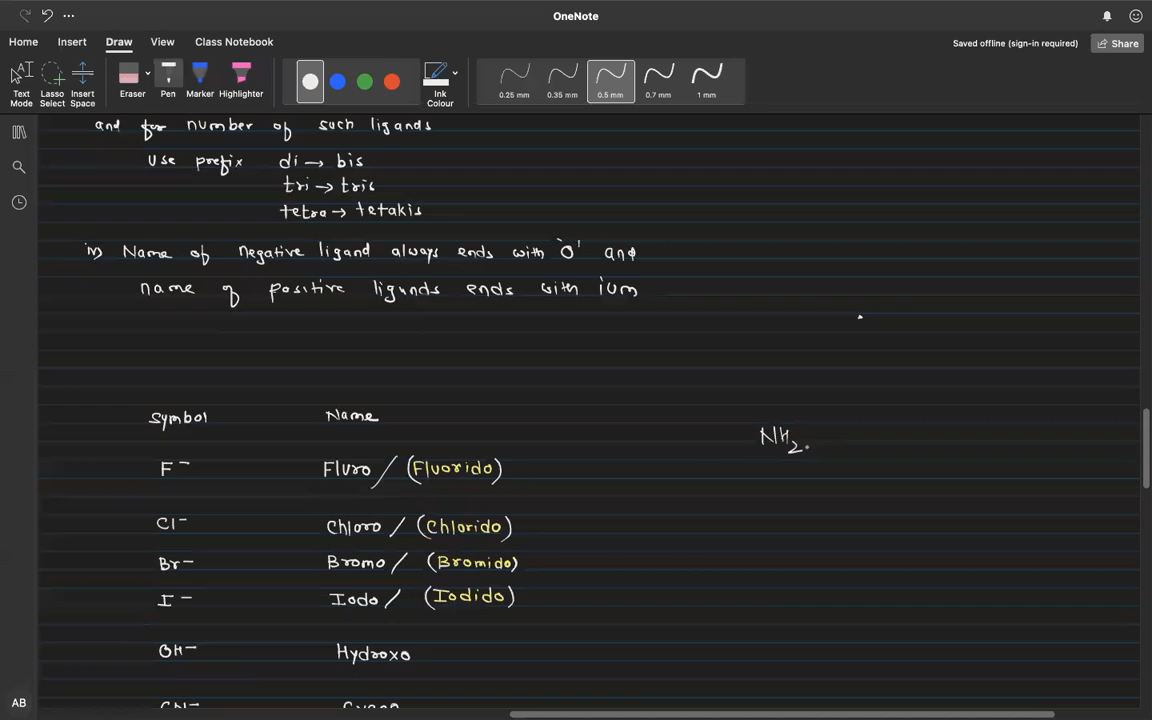 OneNote
Home Insert Draw View Class Notebook
Saved offline (sign-in required) Share
Text Mode
Lasso Select
Insert Space
Eraser
Pen
Marker
Highlighter
Ink Colour
0.25 mm 0.35 mm 0.5 mm 0.7 mm 1 mm
and for number of such ligands
Use prefix di → bis
tri → tris
tetra → tetakis
iv) Name of negative ligand always ends with 'O' and
name of positive ligands ends with ium
Symbol Name
NH2
F− Fluro / (Fluorido)
Cl− Chloro / (Chlorido)
Br− Bromo / (Bromido)
I− Iodo / (Iodido)
OH− Hydroxo
AB